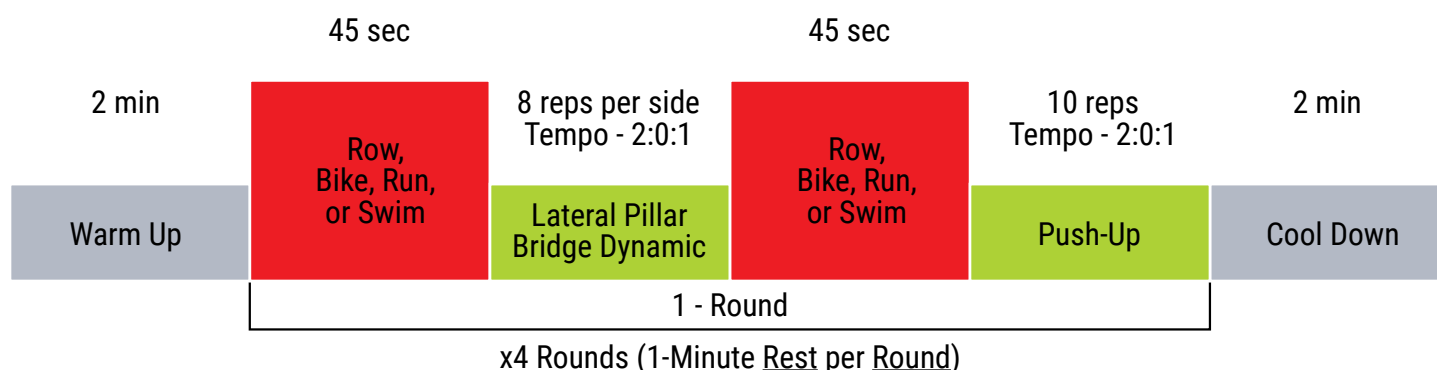 45 sec
45 sec
2 min
8 reps per side
Tempo - 2:0:1
10 reps
Tempo - 2:0:1
2 min
Warm Up
Row,
Bike, Run,
or Swim
Lateral Pillar
Bridge Dynamic
Row,
Bike, Run,
or Swim
Push-Up
Cool Down
1 - Round
x4 Rounds (1-Minute Rest per Round)